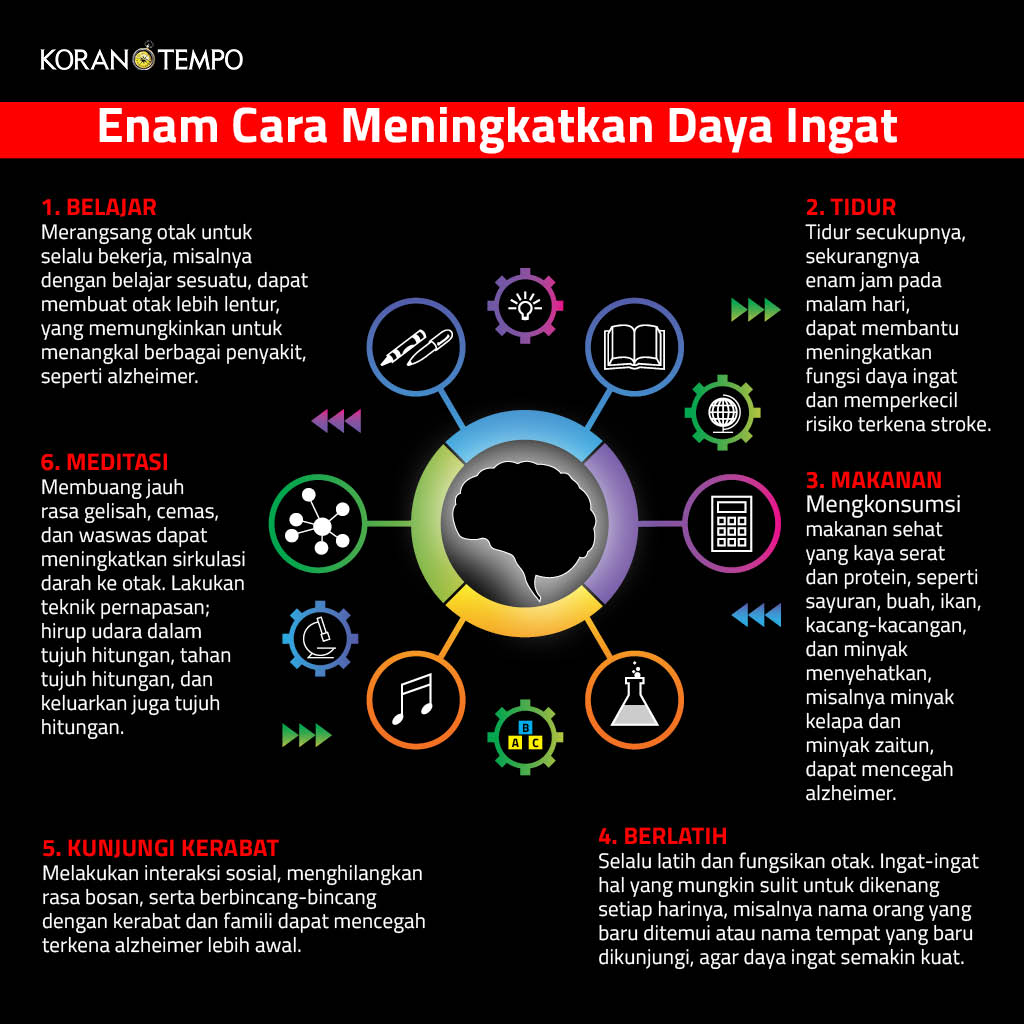 KORAN TEMPO
Enam Cara Meningkatkan Daya Ingat
1. BELAJAR
Merangsang otak untuk
selalu bekerja, misalnya
dengan belajar sesuatu, dapat
membuat otak lebih lentur,
yang memungkinkan untuk
menangkal berbagai penyakit,
seperti alzheimer.
2. TIDUR
Tidur secukupnya,
sekurangnya
enam jam pada
malam hari,
dapat membantu
meningkatkan
fungsi daya ingat
dan memperkecil
risiko terkena stroke.
3. MAKANAN
Mengkonsumsi
makanan sehat
yang kaya serat
dan protein, seperti
sayuran, buah, ikan,
kacang-kacangan,
dan minyak
menyehatkan,
misalnya minyak
kelapa dan
minyak zaitun,
dapat mencegah
alzheimer.
4. BERLATIH
Selalu latih dan fungsikan otak. Ingat-ingat
hal yang mungkin sulit untuk dikenang
setiap harinya, misalnya nama orang yang
baru ditemui atau nama tempat yang baru
dikunjungi, agar daya ingat semakin kuat.
5. KUNJUNGI KERABAT
Melakukan interaksi sosial, menghilangkan
rasa bosan, serta berbincang-bincang
dengan kerabat dan famili dapat mencegah
terkena alzheimer lebih awal.
6. MEDITASI
Membuang jauh
rasa gelisah, cemas,
dan waswas dapat
meningkatkan sirkulasi
darah ke otak. Lakukan
teknik pernapasan;
hirup udara dalam
tujuh hitungan, tahan
tujuh hitungan, dan
keluarkan juga tujuh
hitungan.
B
A C